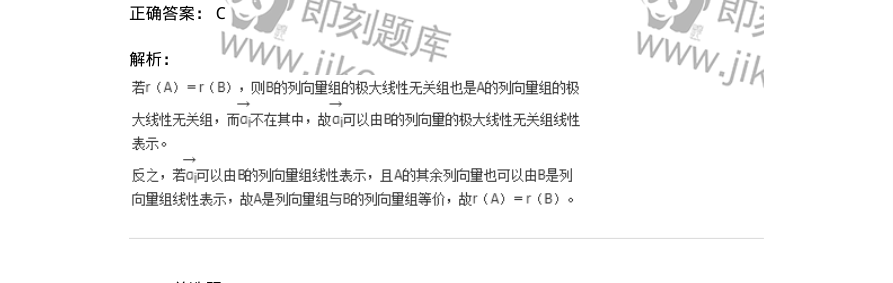 正确答案： C
即刻题库
即刻
www.jike
www.jik
解析：
若r（A）＝r（B），则B的列向量组的极大线性无关组也是A的列向量组的极
大线性无关组，而αj不在其中，故αj可以由B的列向量的极大线性无关组线性
表示。
反之，若αj可以由B的列向量组线性表示，且A的其余列向量也可以由B是列
向量组线性表示，故A是列向量组与B的列向量组等价，故r（A）＝r（B）。